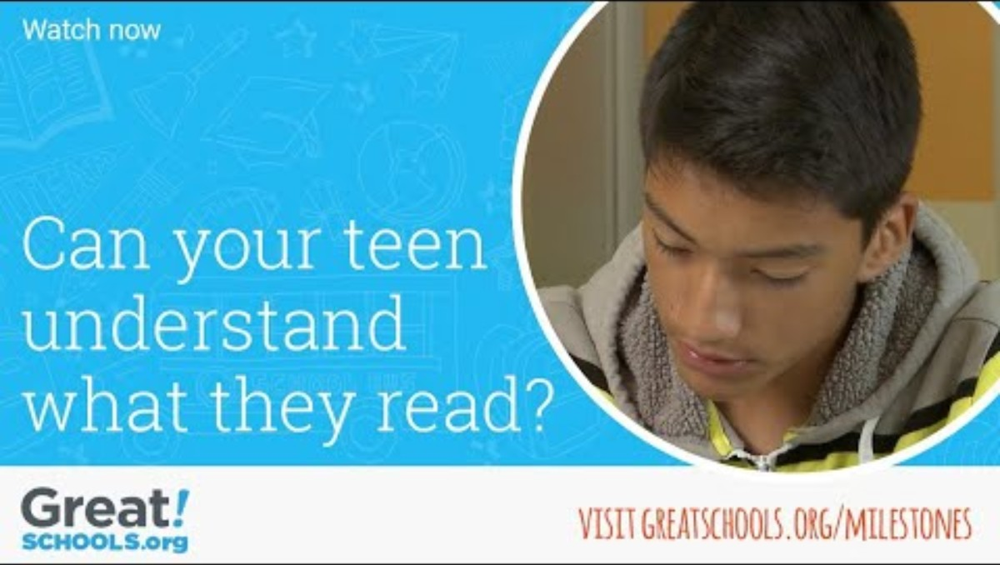 Watch now
Can your teen
understand
what they read?
Great!
SCHOOLS.org
VISIT GREATSCHOOLS.ORG/MILESTONES